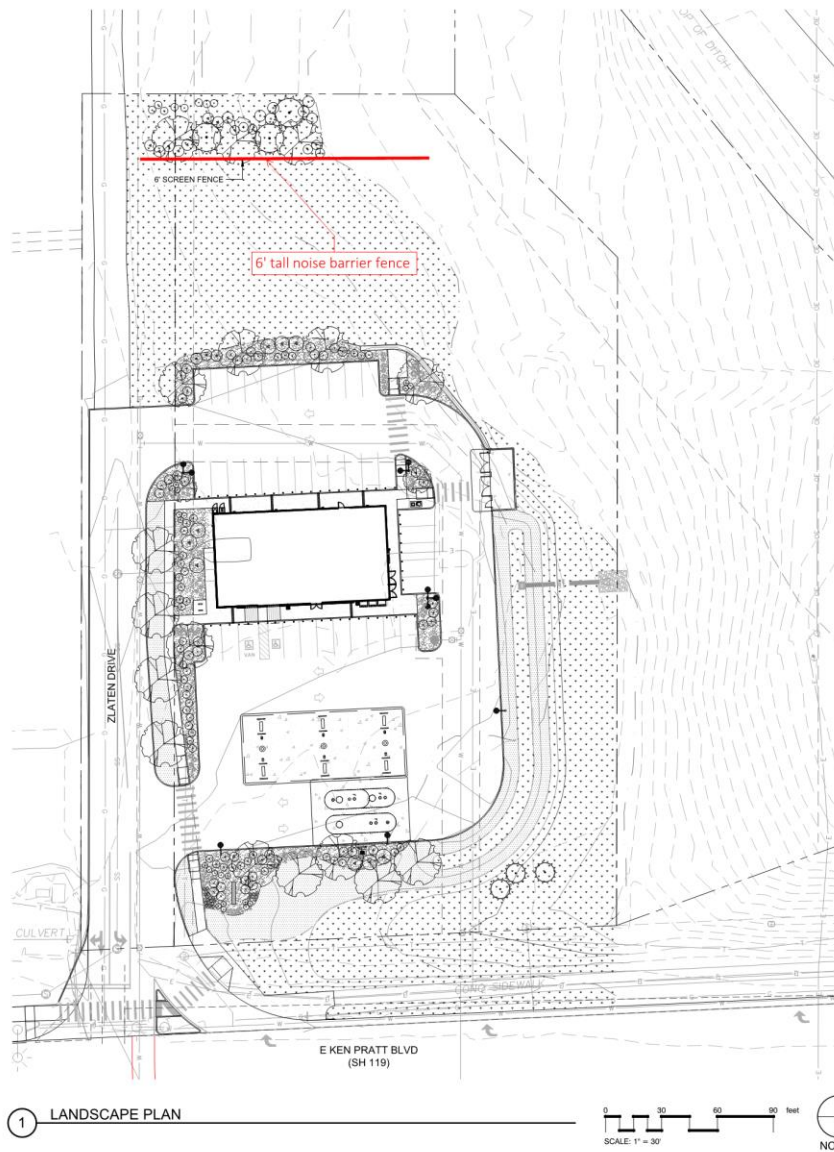 TOP OF DITCH
6' SCREEN FENCE
6' tall noise barrier fence
ZLATEN DRIVE
CULVERT
CONC SIDEWALK
E KEN PRATT BLVD
(SH 119)
1 LANDSCAPE PLAN
0 30 60 90 feet
SCALE: 1" = 30'
NO